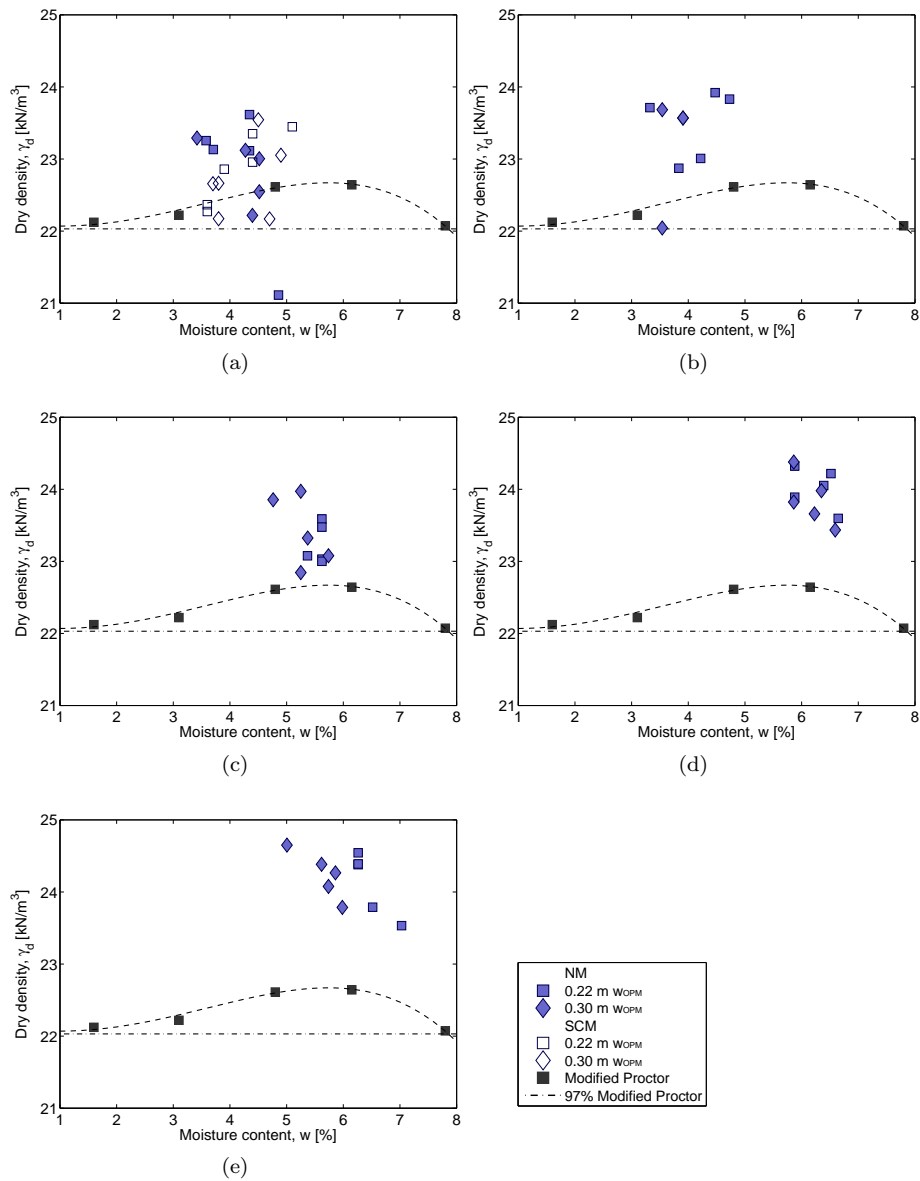 25
24
23
22
21
Dry density, γd [kN/m³]
1 2 3 4 5 6 7 8
Moisture content, w [%]
(a)
25
24
23
22
21
Dry density, γd [kN/m³]
1 2 3 4 5 6 7 8
Moisture content, w [%]
(b)
25
24
23
22
21
Dry density, γd [kN/m³]
1 2 3 4 5 6 7 8
Moisture content, w [%]
(c)
25
24
23
22
21
Dry density, γd [kN/m³]
1 2 3 4 5 6 7 8
Moisture content, w [%]
(d)
25
24
23
22
21
Dry density, γd [kN/m³]
1 2 3 4 5 6 7 8
Moisture content, w [%]
(e)
NM
0.22 m wOPM
0.30 m wOPM
SCM
0.22 m wOPM
0.30 m wOPM
Modified Proctor
97% Modified Proctor